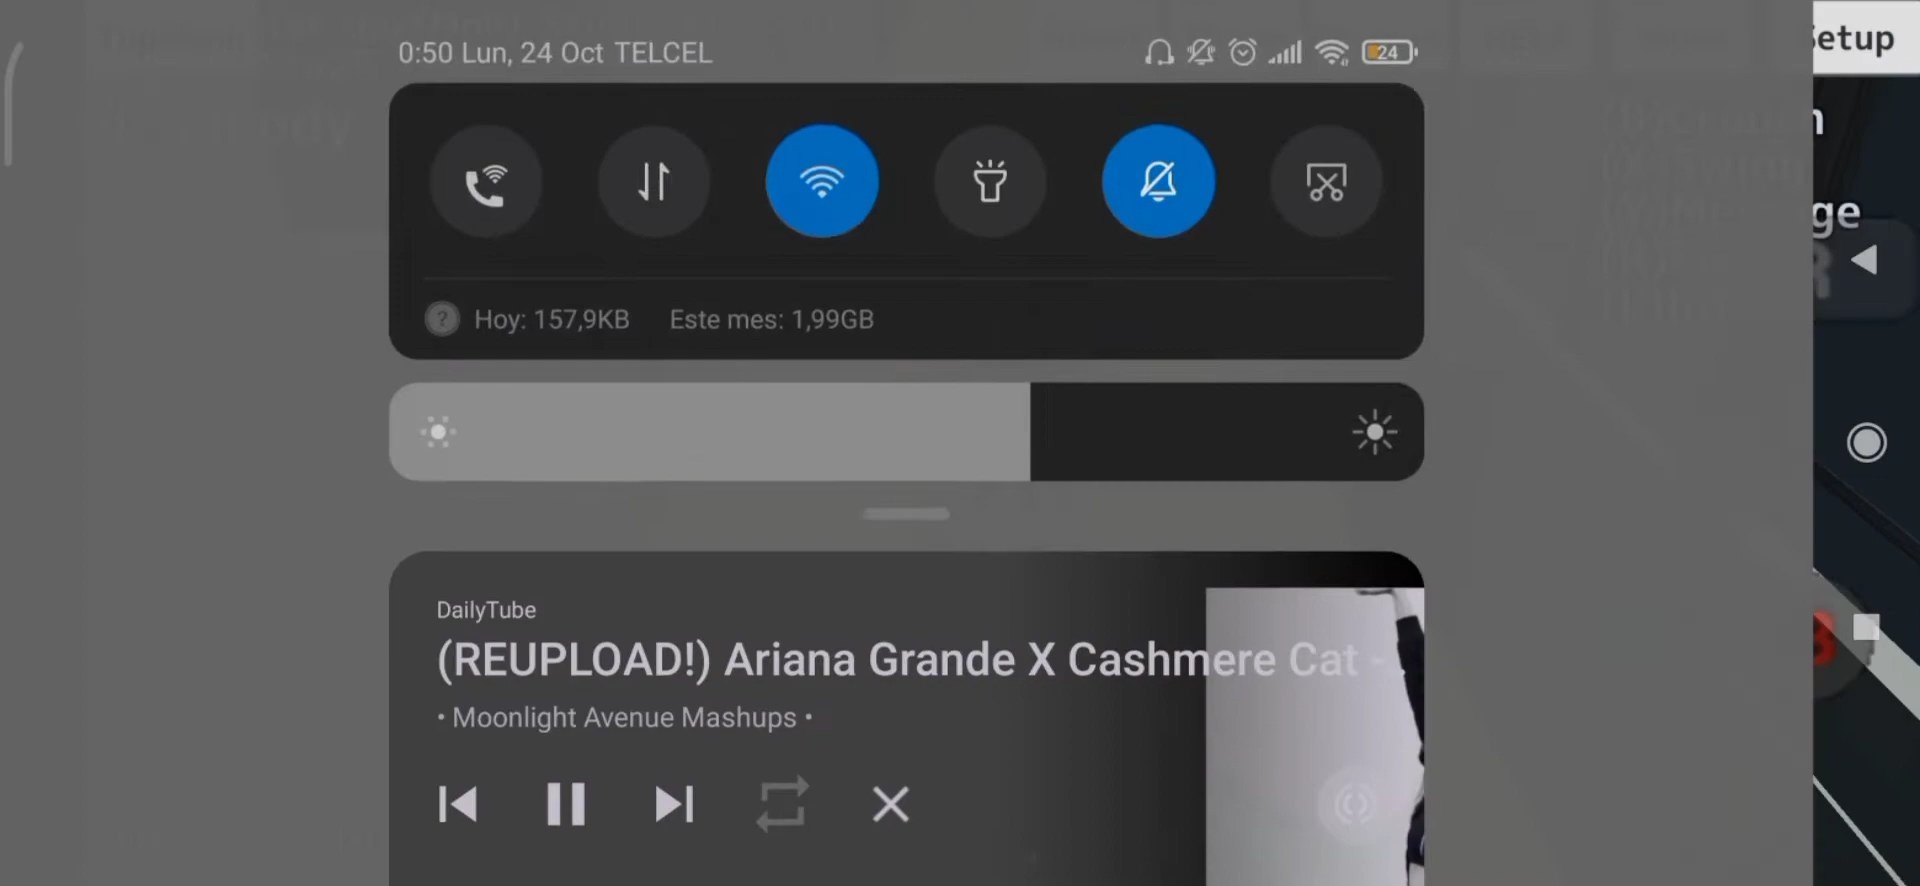 0:50 Lun, 24 Oct TELCEL
24
Setup
ge
? Hoy: 157,9KB Este mes: 1,99GB
DailyTube
(REUPLOAD!) Ariana Grande X Cashmere Cat -
• Moonlight Avenue Mashups •